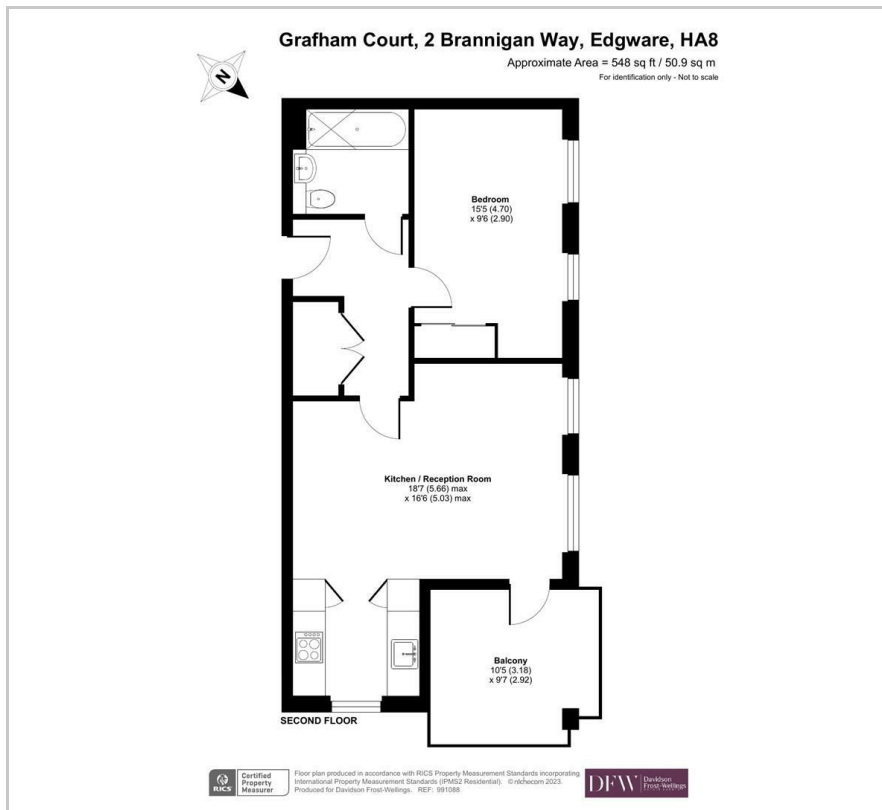 Grafham Court, 2 Brannigan Way, Edgware, HA8
Approximate Area = 548 sq ft / 50.9 sq m
For identification only - Not to scale
N
Bedroom
15'5 (4.70)
x 9'6 (2.90)
Kitchen / Reception Room
18'7 (5.66) max
x 16'6 (5.03) max
Balcony
10'5 (3.18)
x 9'7 (2.92)
SECOND FLOOR
RICS
Certified
Property
Measurer
Floor plan produced in accordance with RICS Property Measurement Standards incorporating
International Property Measurement Standards (IPMS2 Residential). © nichecom 2023.
Produced for Davidson Frost-Wellings. REF: 991088
DFW
Davidson
Frost-Wellings